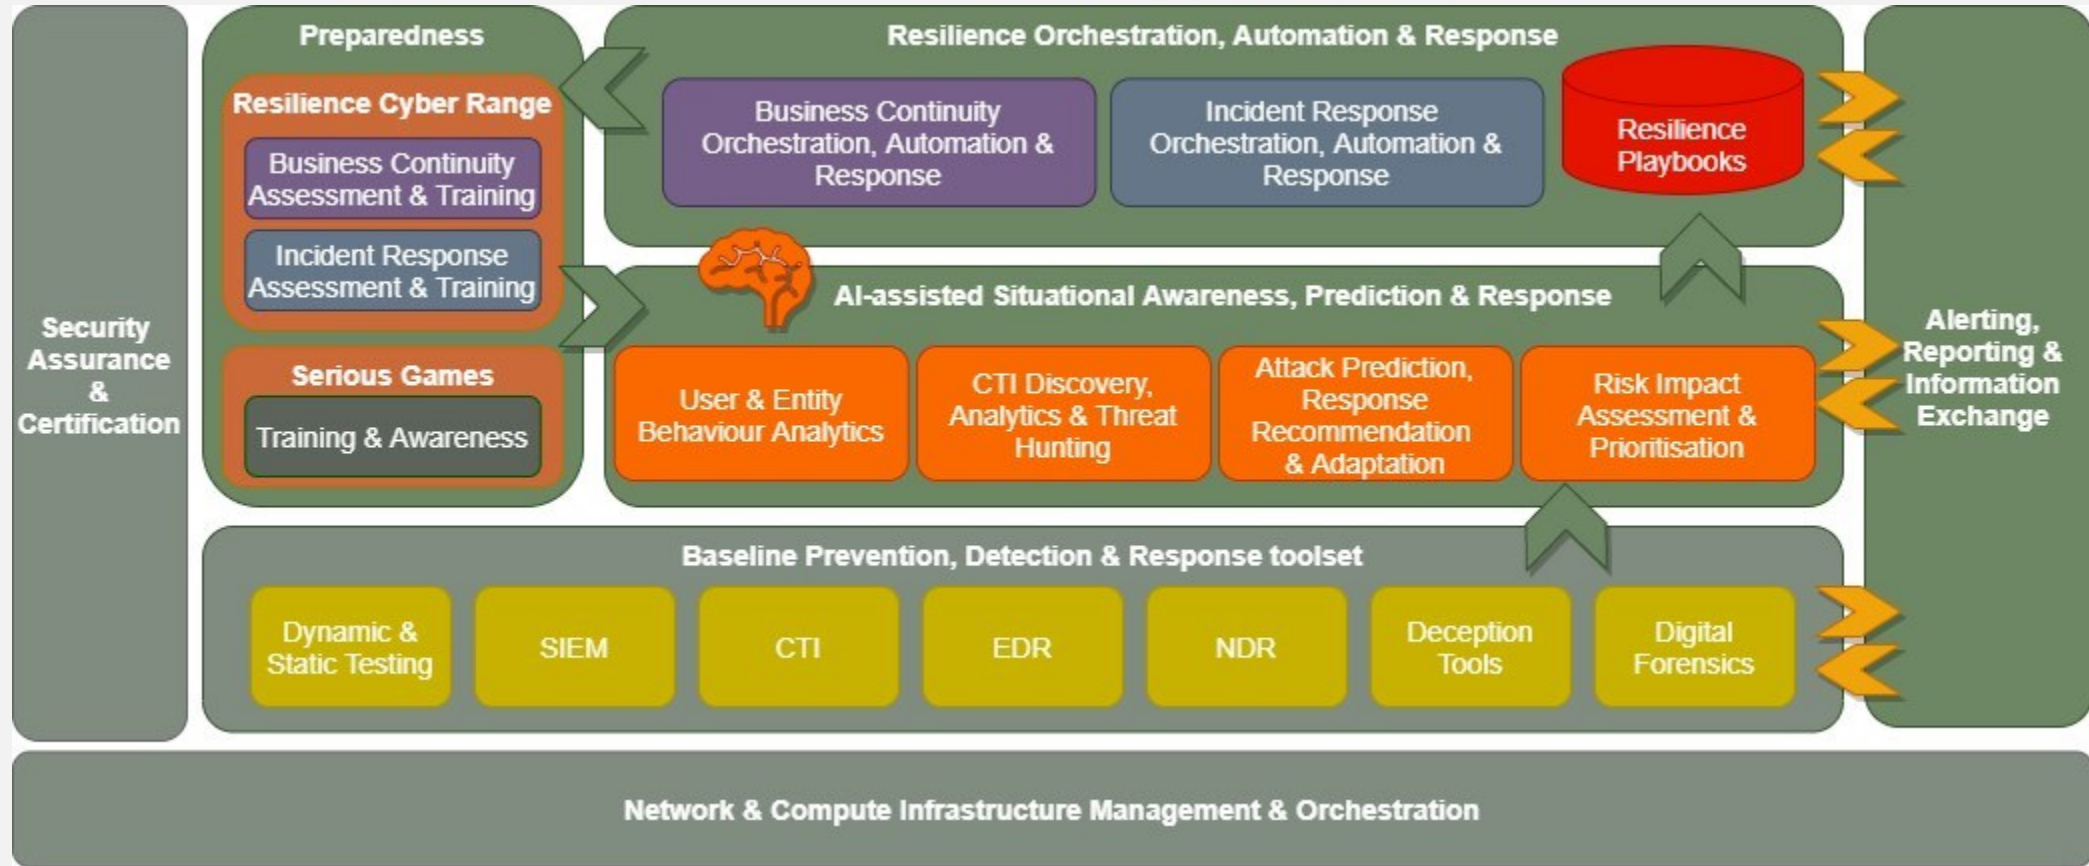 Security
Assurance
&
Certification
Preparedness
Resilience Cyber Range
Business Continuity
Assessment & Training
Incident Response
Assessment & Training
Serious Games
Training & Awareness
Resilience Orchestration, Automation & Response
Business Continuity
Orchestration, Automation &
Response
Incident Response
Orchestration, Automation &
Response
Resilience
Playbooks
AI-assisted Situational Awareness, Prediction & Response
User & Entity
Behaviour Analytics
CTI Discovery,
Analytics & Threat
Hunting
Attack Prediction,
Response
Recommendation
& Adaptation
Risk Impact
Assessment &
Prioritisation
Alerting,
Reporting &
Information
Exchange
Baseline Prevention, Detection & Response toolset
Dynamic &
Static Testing
SIEM
CTI
EDR
NDR
Deception
Tools
Digital
Forensics
Network & Compute Infrastructure Management & Orchestration